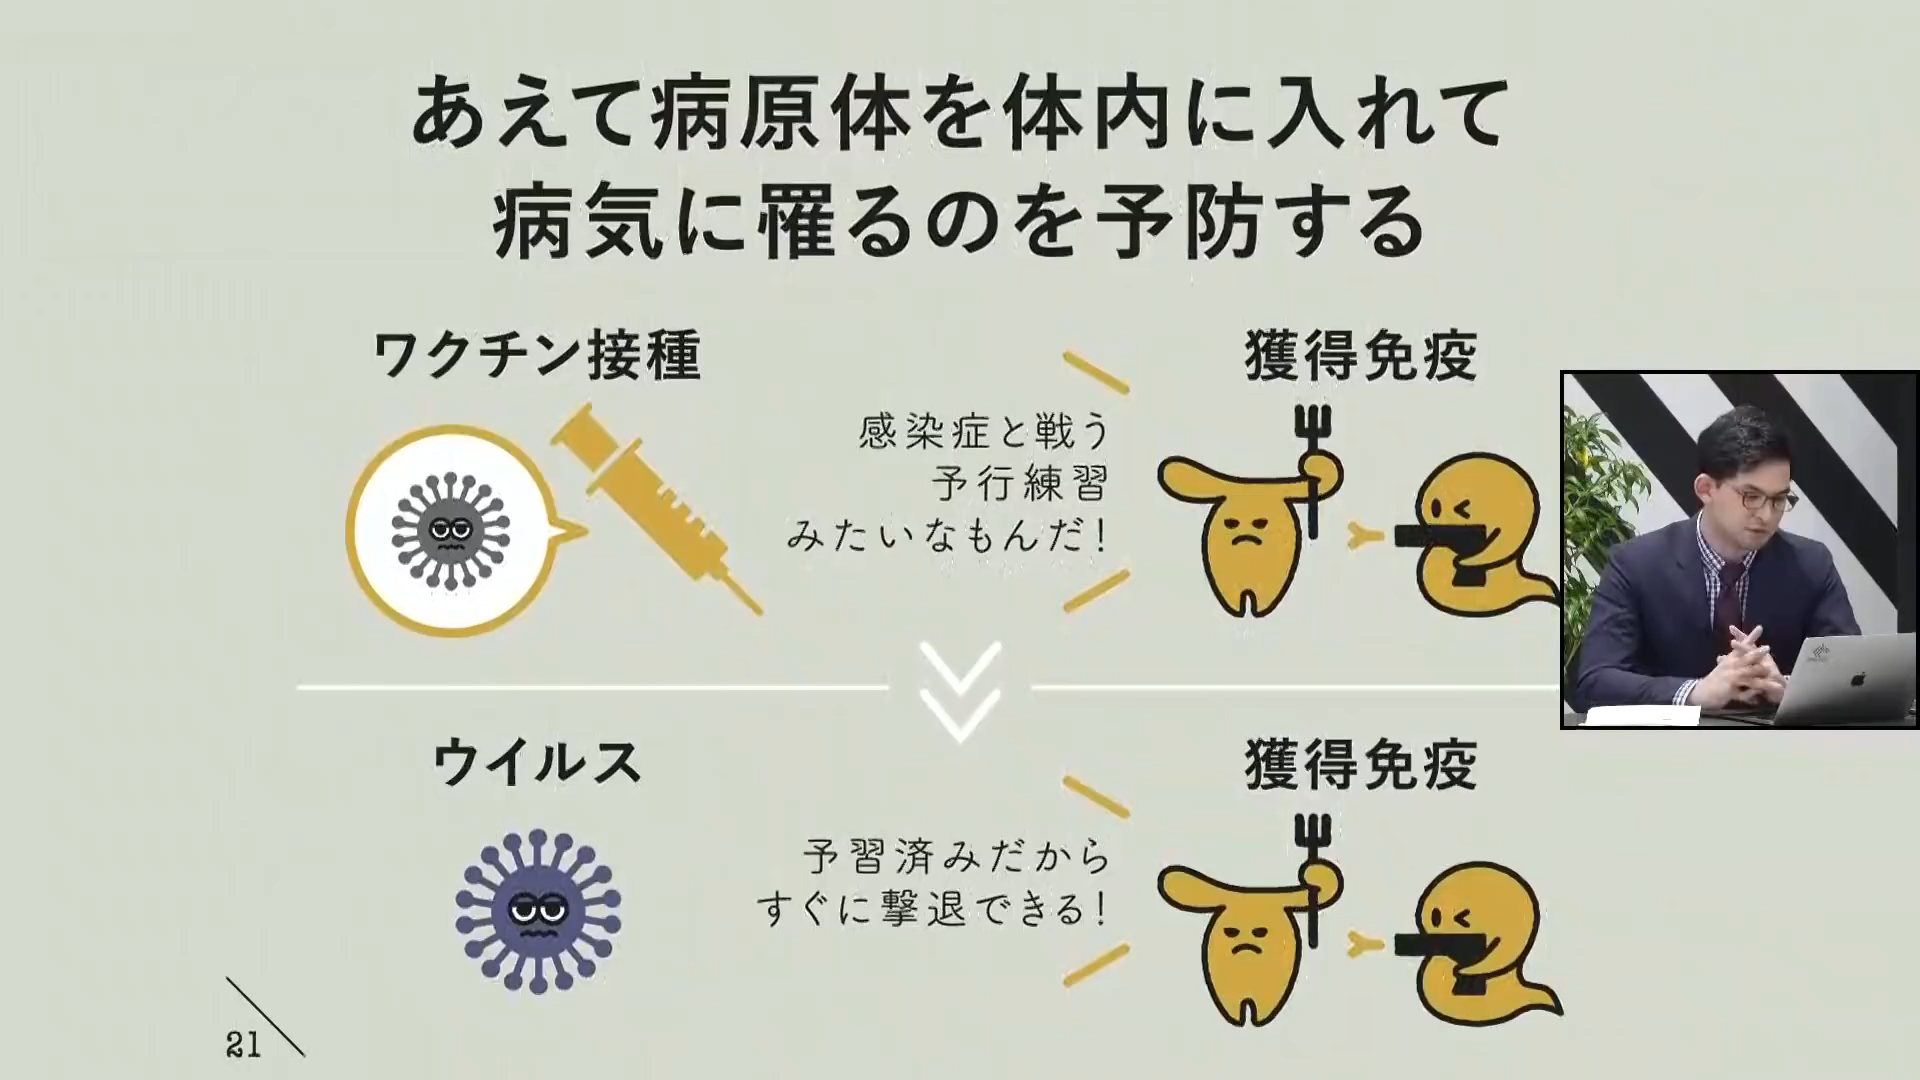 あえて病原体を体内に入れて
病気に罹るのを予防する
ワクチン接種
獲得免疫
感染症と戦う
予行練習
みたいなもんだ!
ウイルス
獲得免疫
予習済みだから
すぐに撃退できる!
21